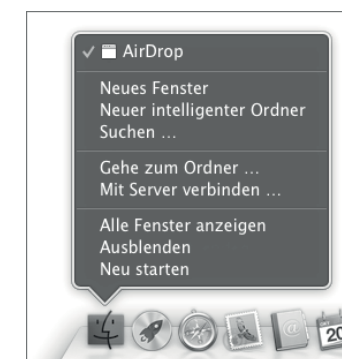 ✓ AirDrop
Neues Fenster
Neuer intelligenter Ordner
Suchen …
Gehe zum Ordner …
Mit Server verbinden …
Alle Fenster anzeigen
Ausblenden
Neu starten
@
20